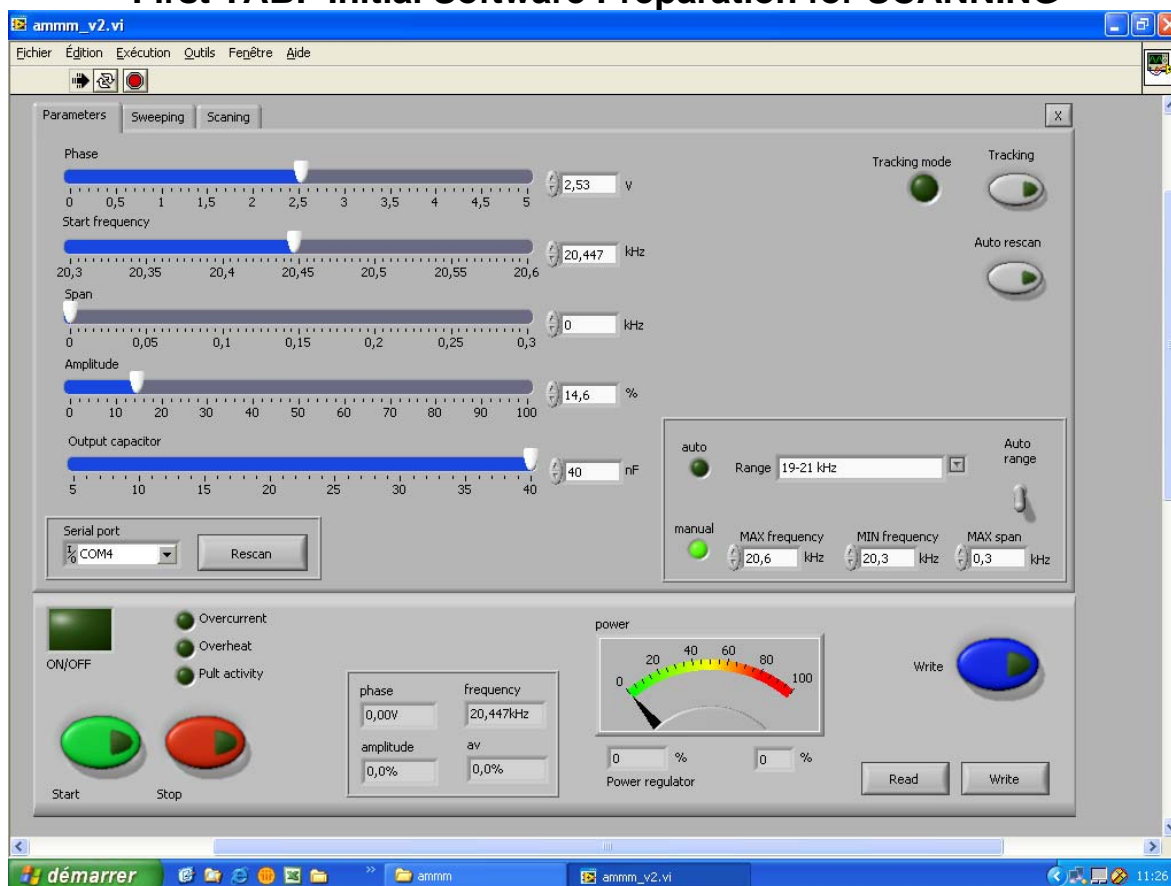 First TAB: Initial Software Preparation for SCANNING
ammm_v2.vi
Fichier Édition Exécution Outils Fenêtre Aide
Parameters Sweeping Scaning X
Phase
2,53 V
0 0,5 1 1,5 2 2,5 3 3,5 4 4,5 5
Tracking mode Tracking
Start frequency
20,447 kHz
20,3 20,35 20,4 20,45 20,5 20,55 20,6
Auto rescan
Span
0 kHz
0 0,05 0,1 0,15 0,2 0,25 0,3
Amplitude
14,6 %
0 10 20 30 40 50 60 70 80 90 100
Output capacitor
40 nF
5 10 15 20 25 30 35 40
auto Range 19-21 kHz Auto
range
manual MAX frequency MIN frequency MAX span
20,6 kHz 20,3 kHz 0,3 kHz
Serial port
COM4 Rescan
ON/OFF
Overcurrent
Overheat
Pult activity
Start Stop
phase frequency
0,00V 20,447kHz
amplitude av
0,0% 0,0%
power
0 20 40 60 80 100
0 % 0 %
Power regulator
Write
Read Write
démarrer ammm ammm_v2.vi 11:26